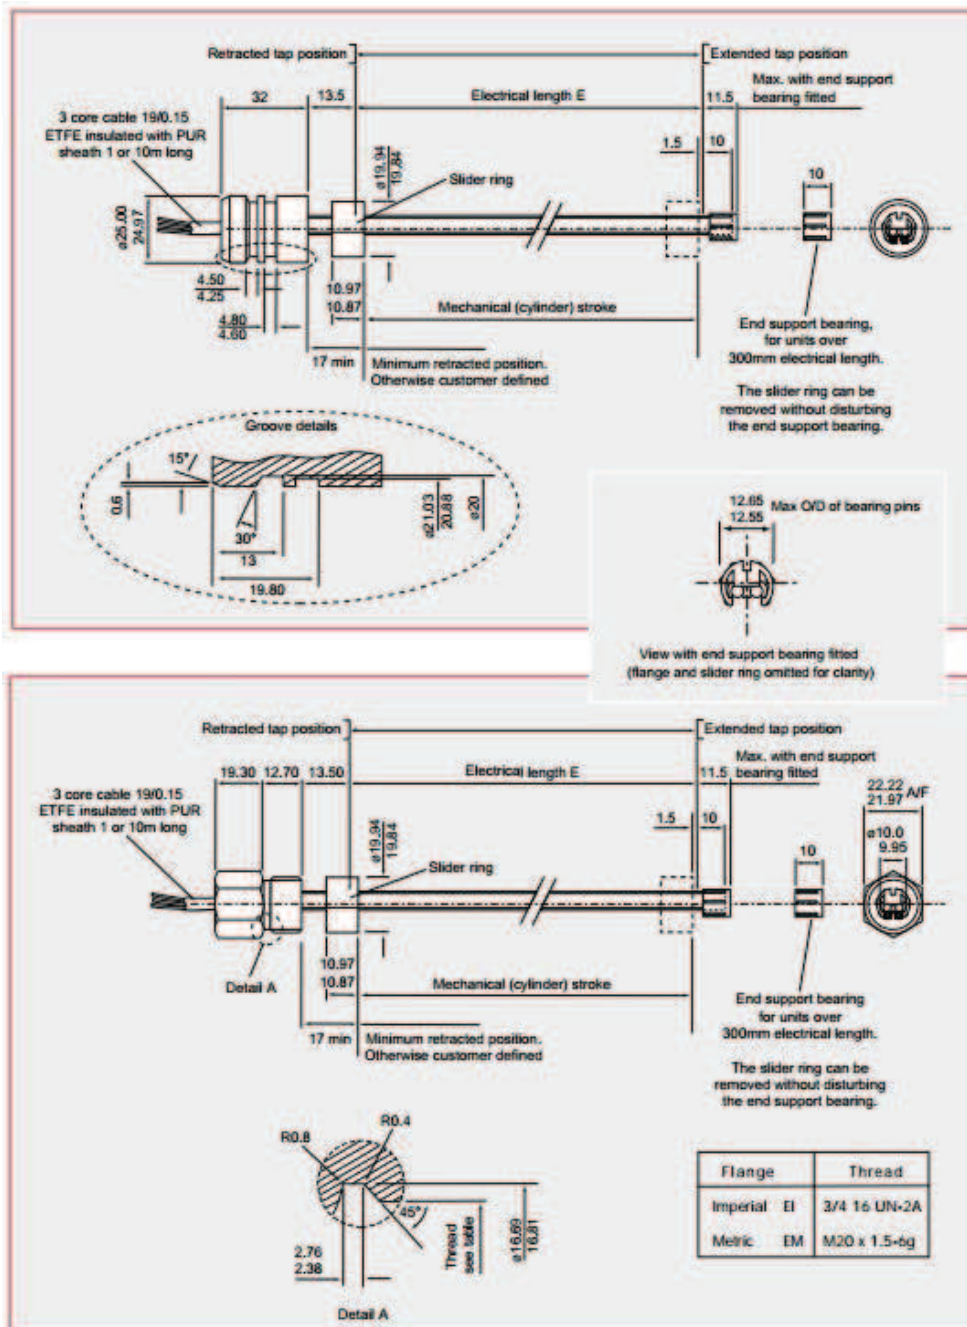 Retracted tap position
Extended tap position
Max. with end support
bearing fitted
32
13.5
Electrical length E
11.5
3 core cable 19/0.15
ETFE insulated with PUR
sheath 1 or 10m long
ø19.94
19.84
1.5
10
10
Slider ring
ø25.00
24.97
4.50
4.25
10.97
10.87
Mechanical (cylinder) stroke
4.80
4.60
End support bearing,
for units over
300mm electrical length.
17 min
Minimum retracted position.
Otherwise customer defined
The slider ring can be
removed without disturbing
the end support bearing.
Groove details
15°
0.6
30°
13
19.80
ø21.03
20.88
ø20
12.65
12.55
Max O/D of bearing pins
View with end support bearing fitted
(flange and slider ring omitted for clarity)
Retracted tap position
Extended tap position
Max. with end support
bearing fitted
19.30
12.70
13.50
Electrical length E
11.5
22.22
21.97
A/F
3 core cable 19/0.15
ETFE insulated with PUR
sheath 1 or 10m long
ø19.94
19.84
1.5
10
10
ø10.0
9.95
Slider ring
10.97
10.87
Detail A
Mechanical (cylinder) stroke
End support bearing
for units over
300mm electrical length.
17 min
Minimum retracted position.
Otherwise customer defined
The slider ring can be
removed without disturbing
the end support bearing.
R0.8
R0.4
45°
Thread
see table
ø16.69
16.81
2.76
2.36
Detail A
Flange Thread
Imperial EI 3/4 16 UN-2A
Metric EM M20 x 1.5-6g